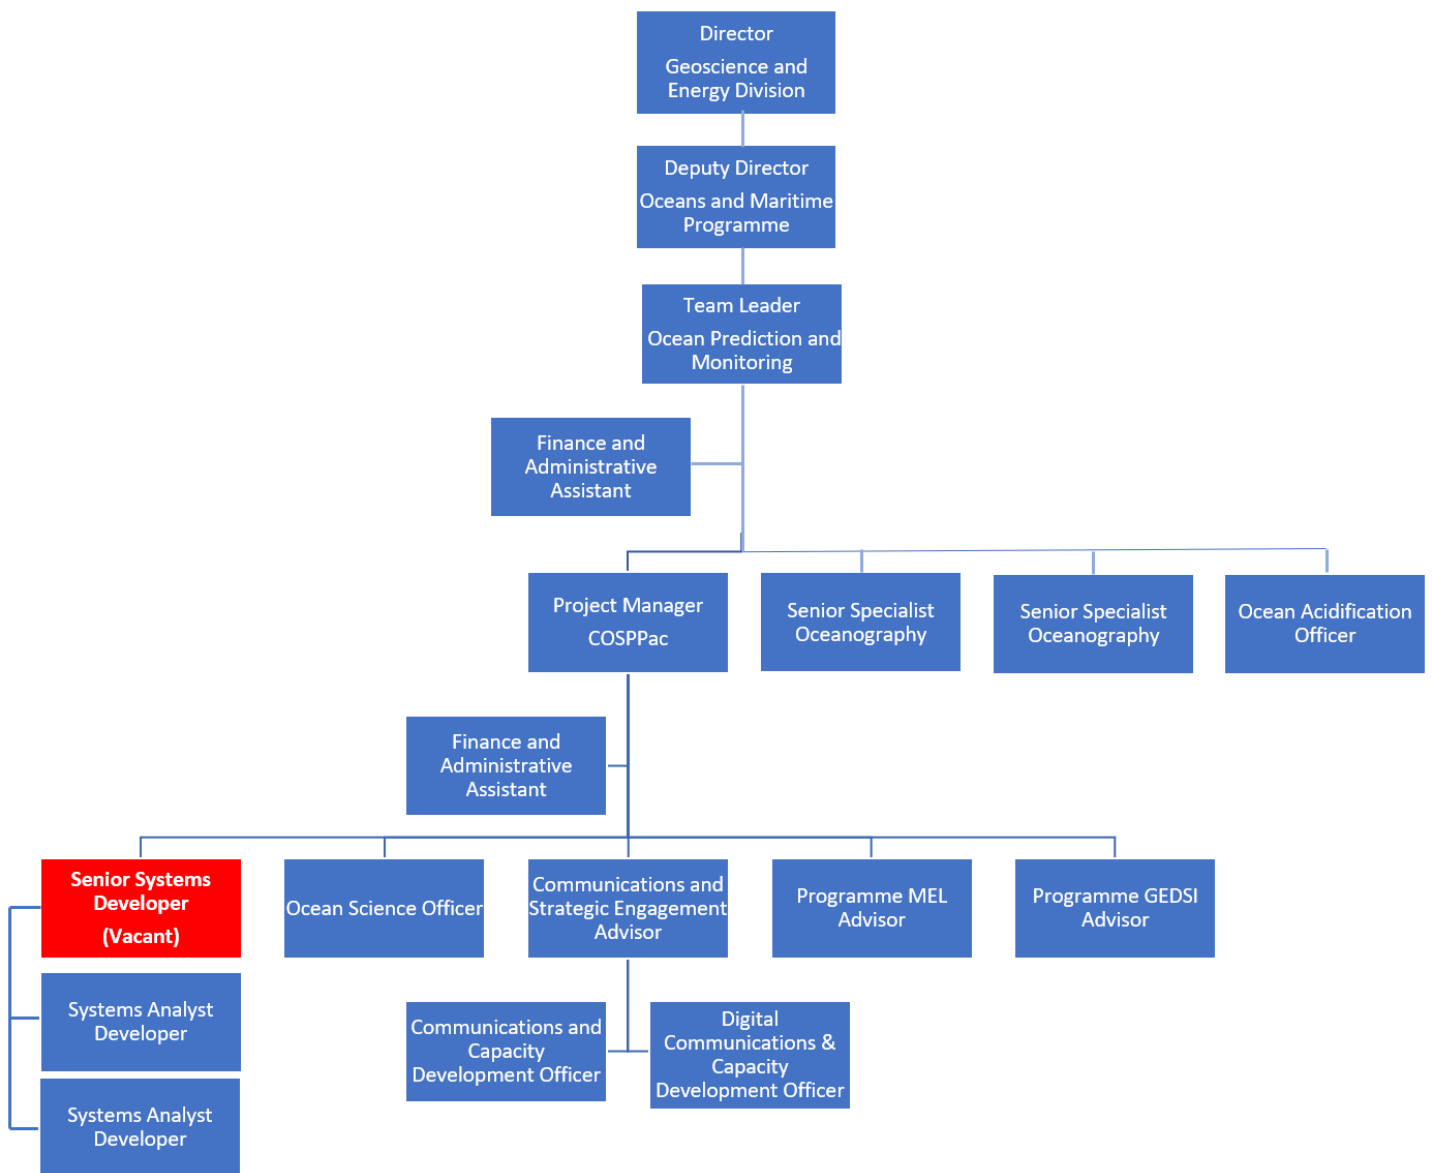 Director
Geoscience and
Energy Division
Deputy Director
Oceans and Maritime
Programme
Team Leader
Ocean Prediction and
Monitoring
Finance and
Administrative
Assistant
Project Manager
COSPPac
Senior Specialist
Oceanography
Senior Specialist
Oceanography
Ocean Acidification
Officer
Finance and
Administrative
Assistant
Senior Systems
Developer
(Vacant)
Ocean Science Officer
Communications and
Strategic Engagement
Advisor
Programme MEL
Advisor
Programme GEDSI
Advisor
Systems Analyst
Developer
Communications and
Capacity
Development Officer
Digital
Communications &
Capacity
Development Officer
Systems Analyst
Developer